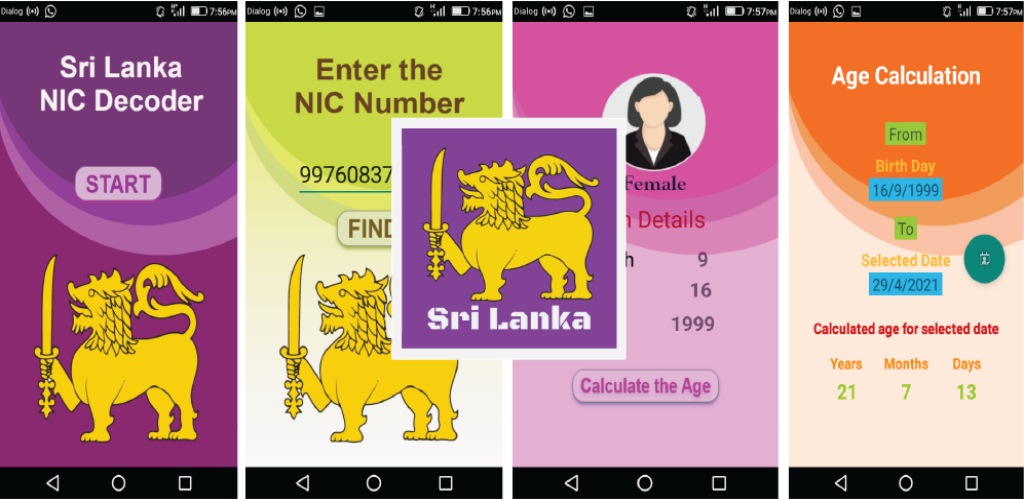 Dialog
7:56PM
Sri Lanka
NIC Decoder
START
Dialog
7:56PM
Enter the
NIC Number
99760837
FIND
Sri Lanka
Dialog
7:57PM
Female
Details
9
16
1999
Calculate the Age
Dialog
7:57PM
Age Calculation
From
Birth Day
16/9/1999
To
Selected Date
29/4/2021
Calculated age for selected date
Years Months Days
21 7 13